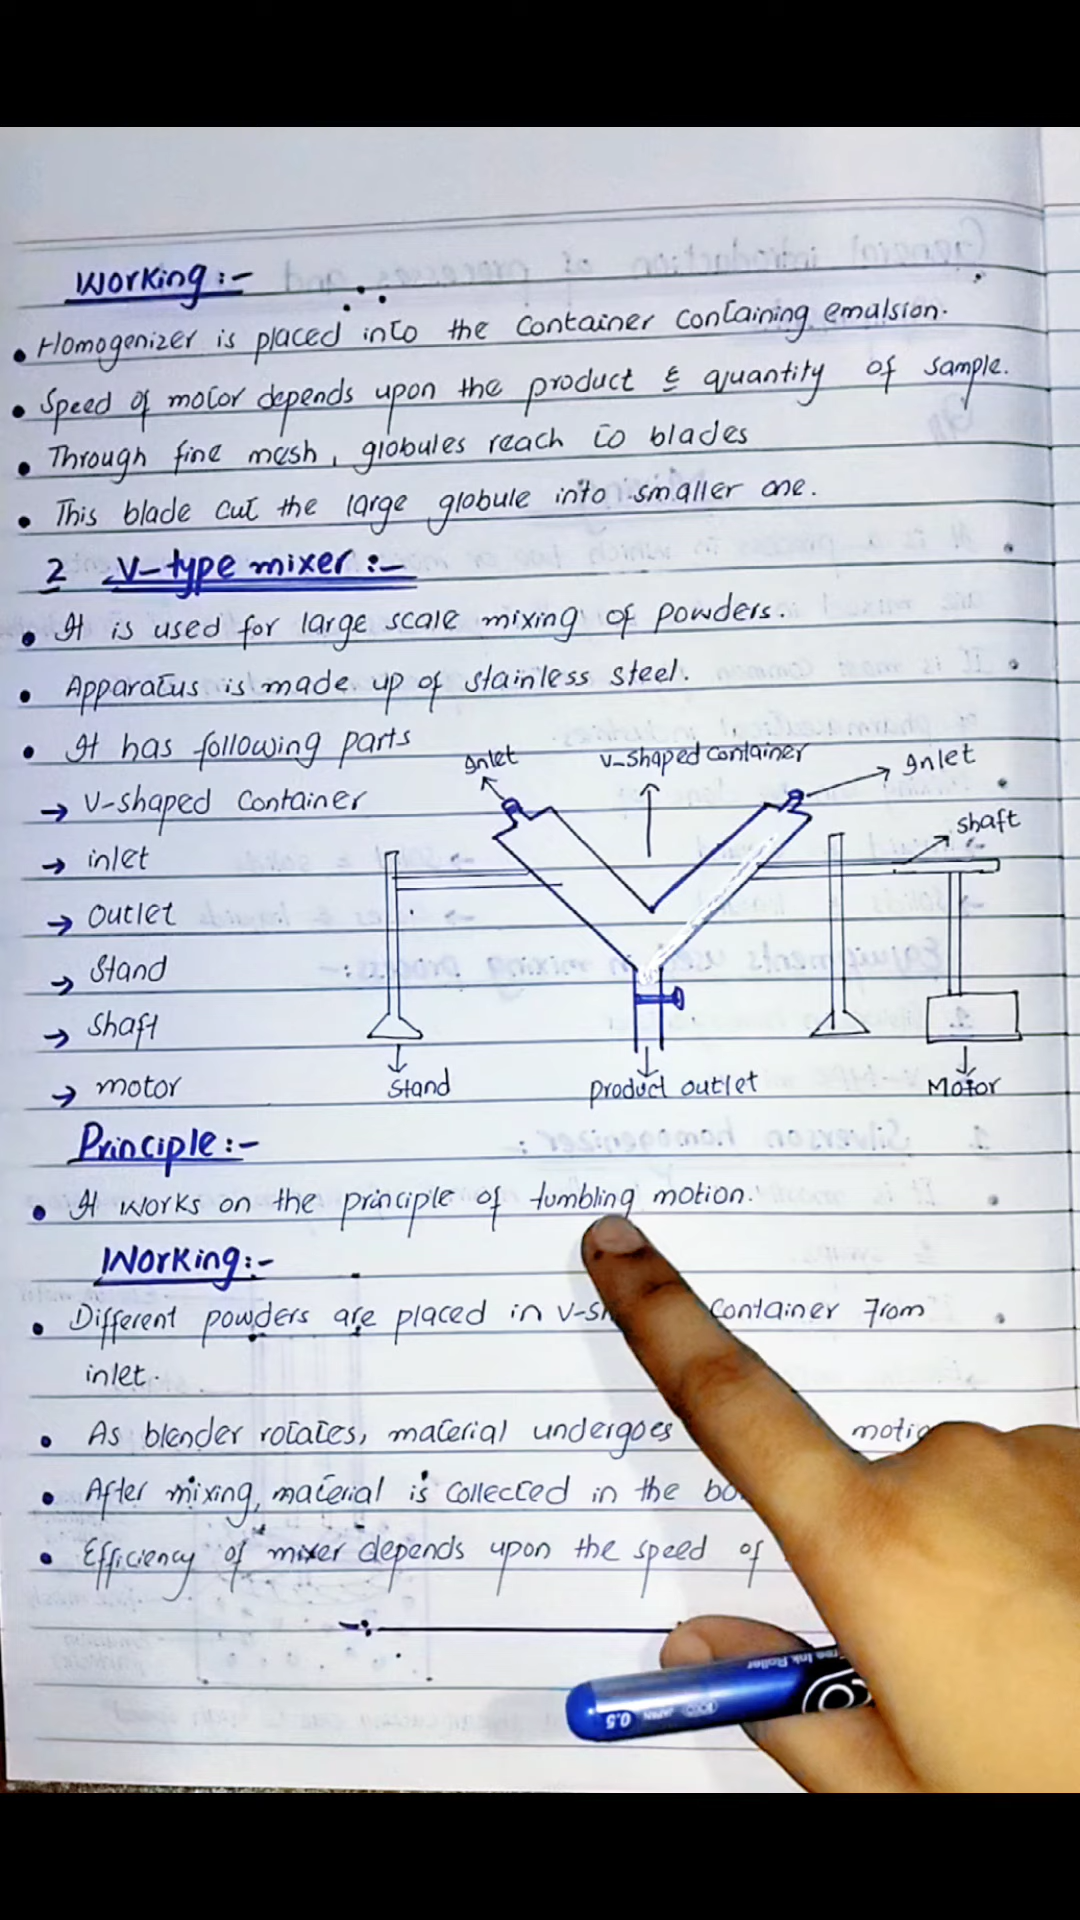 Working:-
Homogenizer is placed into the container containing emulsion.
Speed of motor depends upon the product & quantity of sample.
Through fine mesh, globules reach to blades
This blade cut the large globule into smaller one.
2 V-type mixer:-
It is used for large scale mixing of powders.
Apparatus is made up of stainless steel.
It has following parts
Inlet
V-shaped container
Inlet
→ V-shaped container
shaft
→ inlet
→ outlet
→ stand
→ shaft
→ motor
Stand
Product outlet
Motor
Principle:-
It works on the principle of tumbling motion.
Working:-
Different powders are placed in container from
inlet.
As blender rotates, material undergoes
After mixing, material is collected in the
Efficiency of mixer depends upon the speed of
0.5
JAPAN
Ink Roller